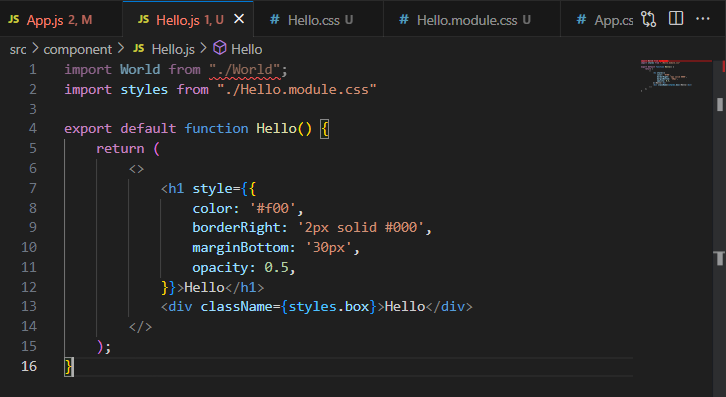 JS App.js 2, M JS Hello.js 1, U × # Hello.css U # Hello.module.css U # App.cs ···
src > component > JS Hello.js > Hello
1 import World from "./World";
2 import styles from "./Hello.module.css"
3
4 export default function Hello() {
5 return (
6 <>
7 <h1 style={{
8 color: '#f00',
9 borderRight: '2px solid #000',
10 marginBottom: '30px',
11 opacity: 0.5,
12 }}>Hello</h1>
13 <div className={styles.box}>Hello</div>
14 </>
15 );
16 }